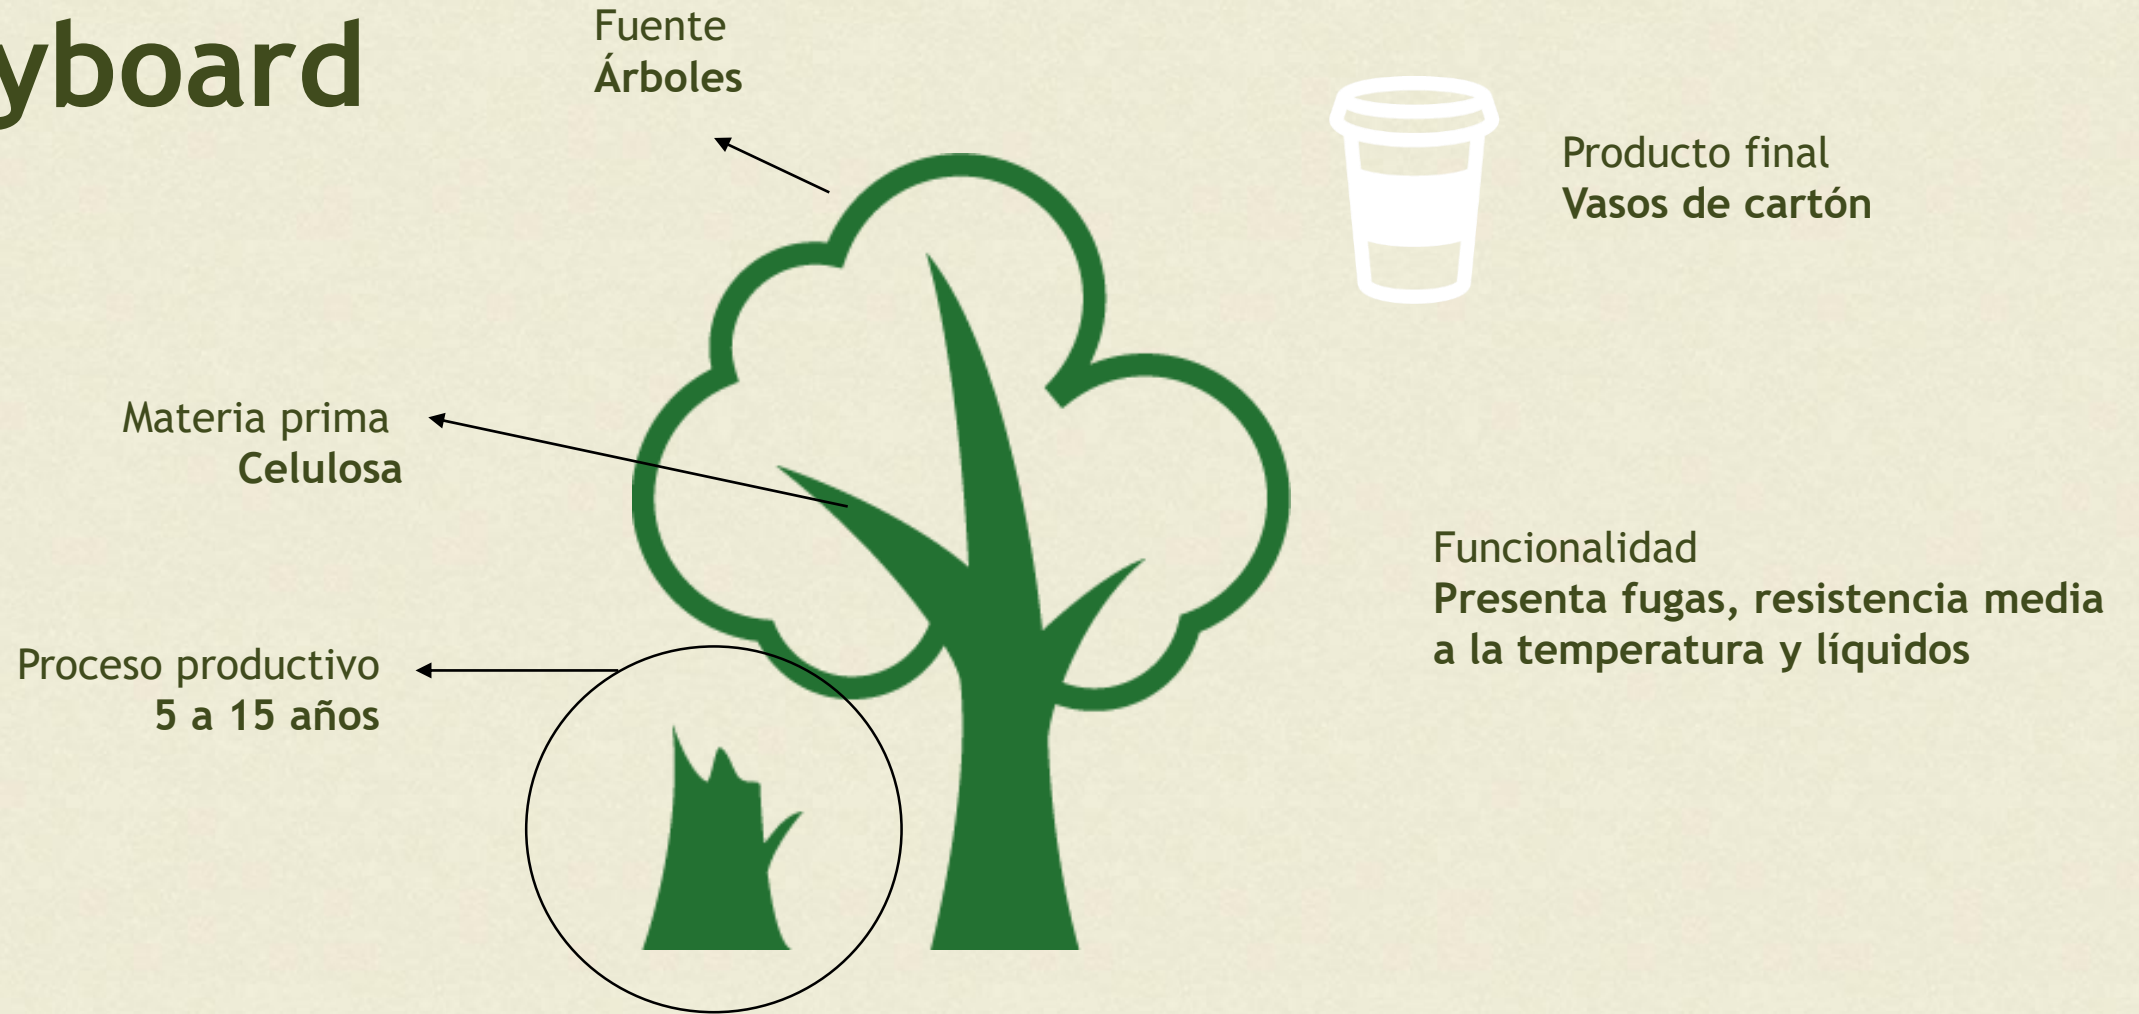 yboard
Fuente
Árboles
Producto final
Vasos de cartón
Materia prima
Celulosa
Funcionalidad
Presenta fugas, resistencia media
a la temperatura y líquidos
Proceso productivo
5 a 15 años